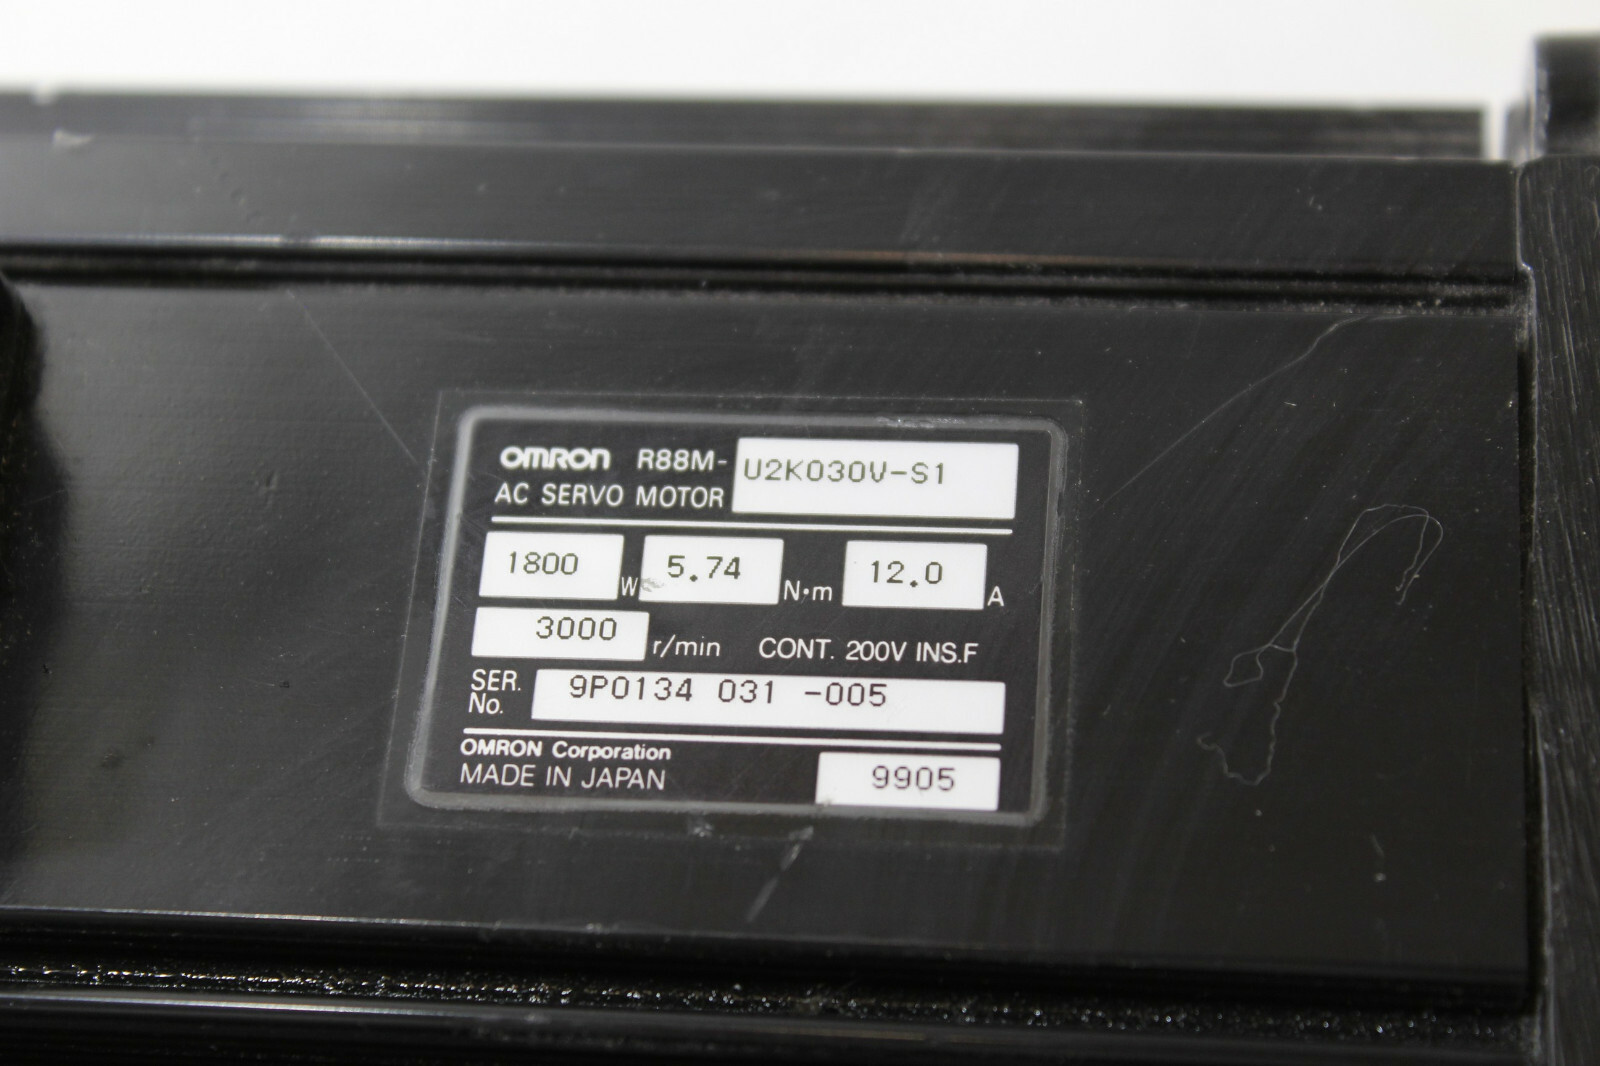 OMRON R88M-U2K030V-S1
AC SERVO MOTOR
1800 W 5.74 N·m 12.0 A
3000 r/min CONT. 200V INS.F
SER. No. 9P0134 031 -005
OMRON Corporation
MADE IN JAPAN 9905